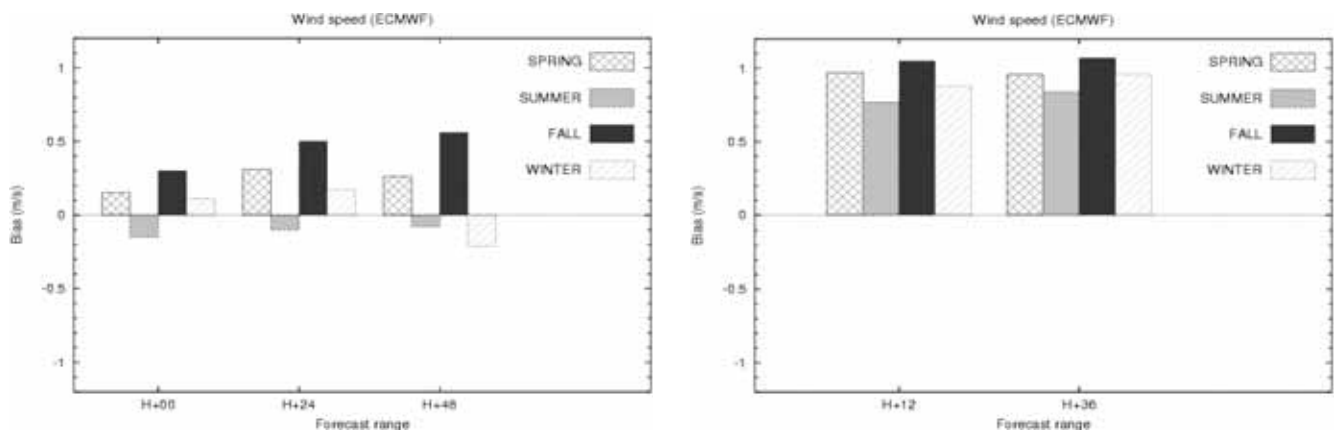 Wind speed (ECMWF)
SPRING
SUMMER
FALL
WINTER
1
0.5
0
-0.5
-1
Bias (m/s)
H+00
H+24
H+48
Forecast range
Wind speed (ECMWF)
SPRING
SUMMER
FALL
WINTER
1
0.5
0
-0.5
-1
Bias (m/s)
H+12
H+36
Forecast range